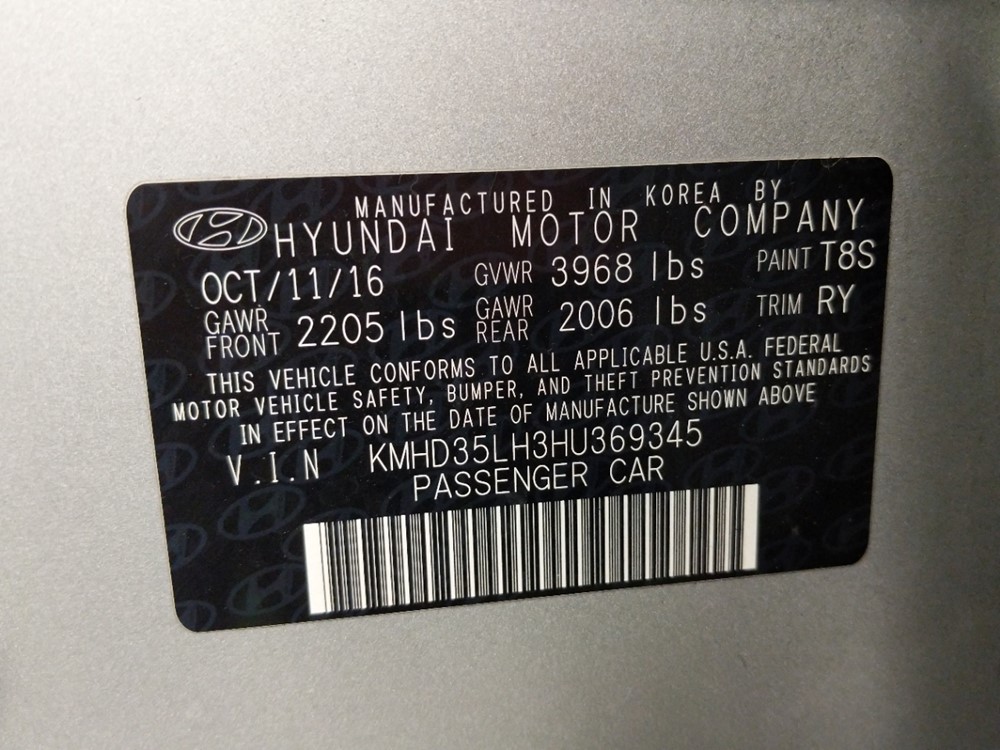 MANUFACTURED IN KOREA BY
HYUNDAI MOTOR COMPANY
OCT/11/16 GVWR 3968 lbs PAINT T8S
GAWR FRONT 2205 lbs GAWR REAR 2006 lbs TRIM RY
THIS VEHICLE CONFORMS TO ALL APPLICABLE U.S.A. FEDERAL
MOTOR VEHICLE SAFETY, BUMPER, AND THEFT PREVENTION STANDARDS
IN EFFECT ON THE DATE OF MANUFACTURE SHOWN ABOVE
V.I.N KMHD35LH3HU369345
PASSENGER CAR